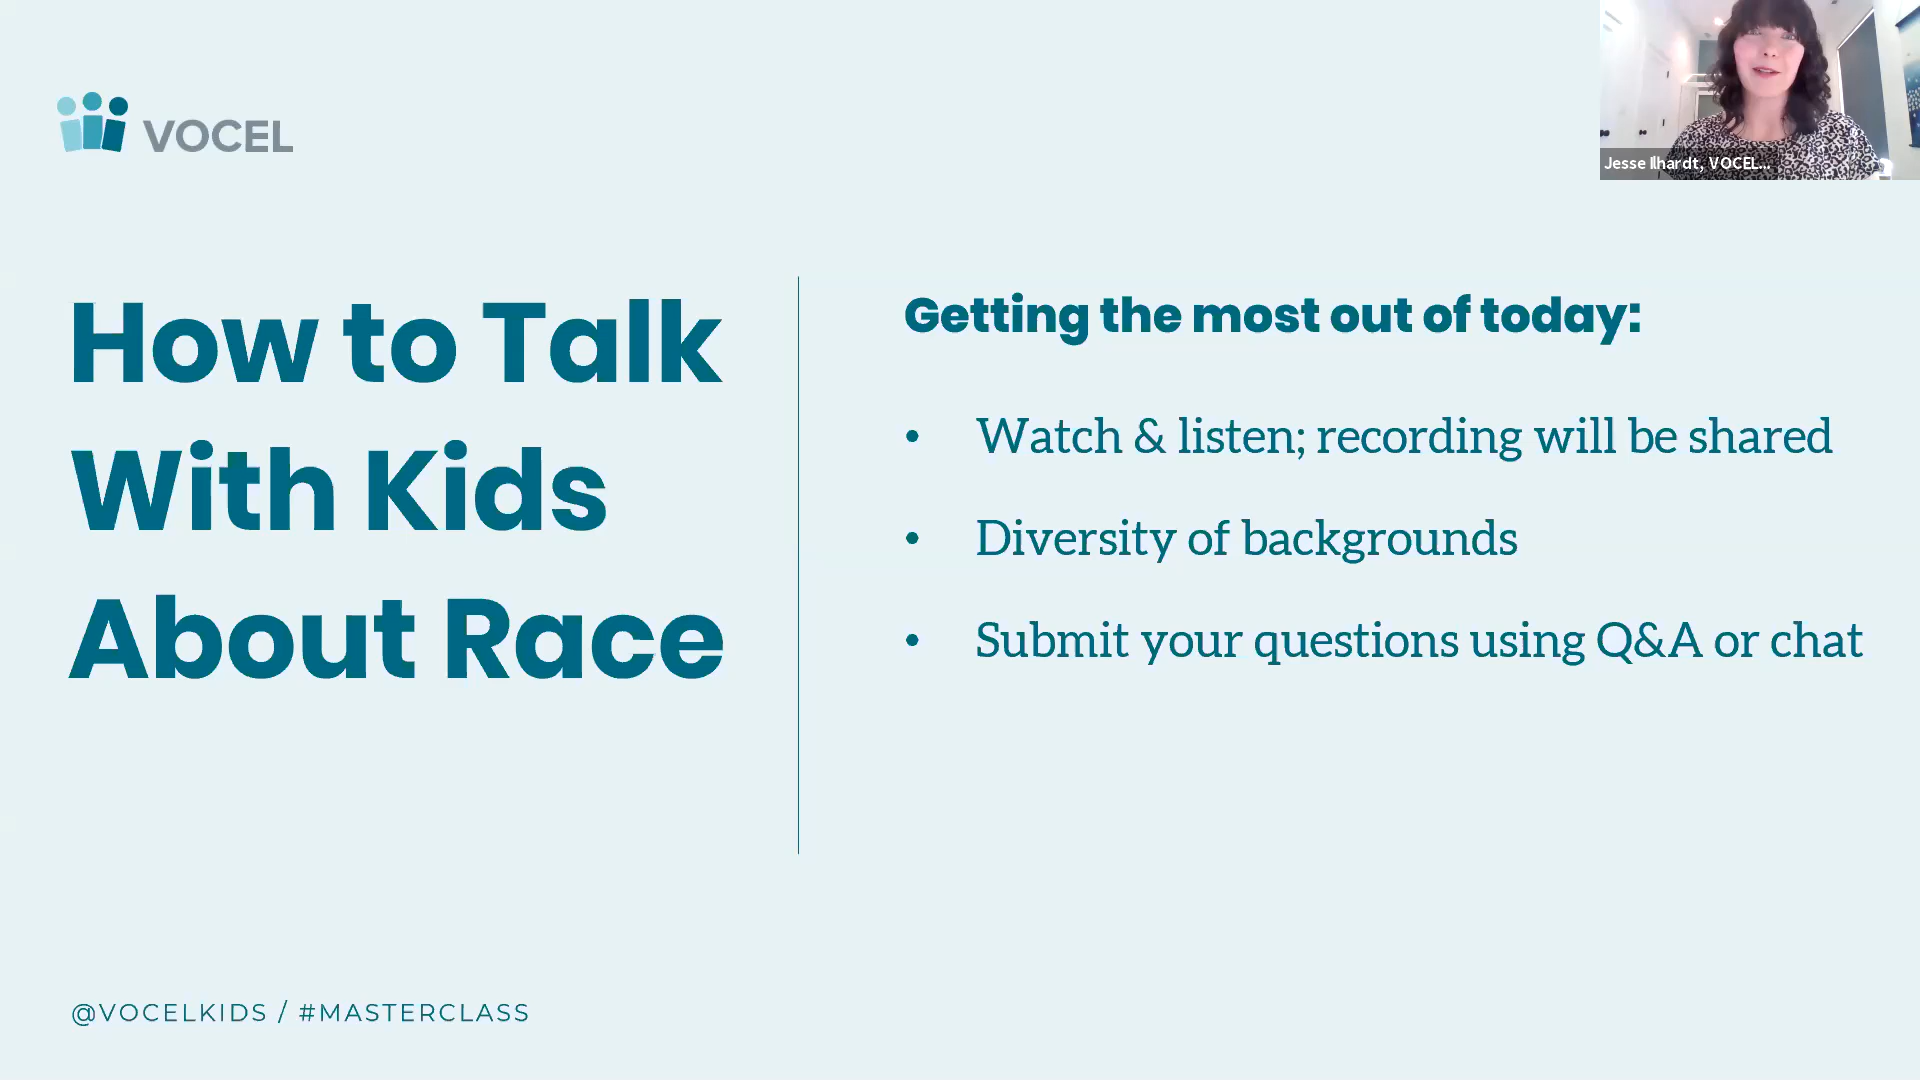 VOCEL
Jesse Ilhardt, VOCEL...
How to Talk
With Kids
About Race
Getting the most out of today:
• Watch & listen; recording will be shared
• Diversity of backgrounds
• Submit your questions using Q&A or chat
@VOCELKIDS / #MASTERCLASS